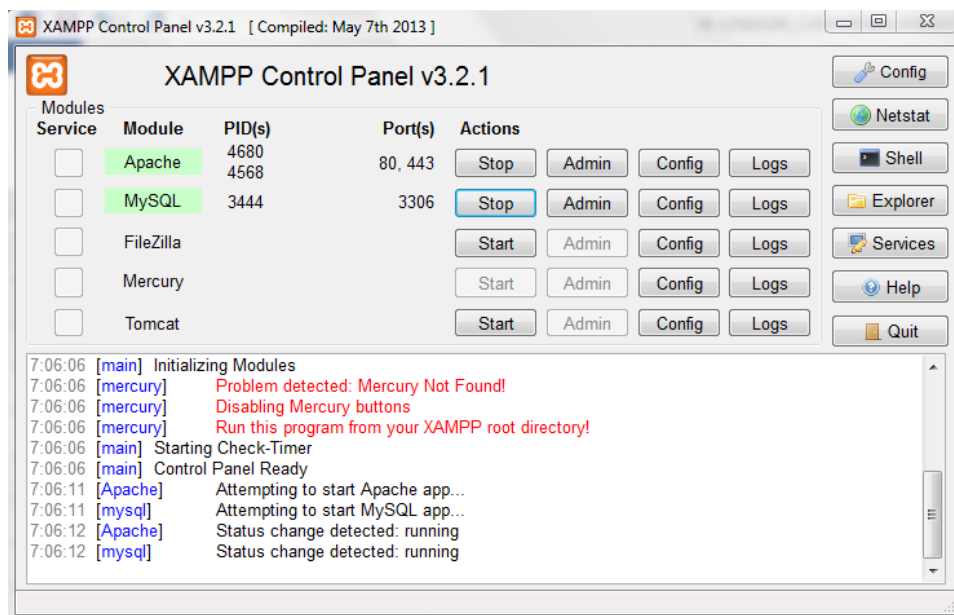 XAMPP Control Panel v3.2.1 [ Compiled: May 7th 2013 ]
XAMPP Control Panel v3.2.1
Config
Modules
Service Module PID(s) Port(s) Actions
Netstat
Apache 4680 4568 80, 443 Stop Admin Config Logs
Shell
MySQL 3444 3306 Stop Admin Config Logs
Explorer
FileZilla Start Admin Config Logs
Services
Mercury Start Admin Config Logs
Help
Tomcat Start Admin Config Logs
Quit
7:06:06 [main] Initializing Modules
7:06:06 [mercury] Problem detected: Mercury Not Found!
7:06:06 [mercury] Disabling Mercury buttons
7:06:06 [mercury] Run this program from your XAMPP root directory!
7:06:06 [main] Starting Check-Timer
7:06:06 [main] Control Panel Ready
7:06:11 [Apache] Attempting to start Apache app...
7:06:11 [mysql] Attempting to start MySQL app...
7:06:12 [Apache] Status change detected: running
7:06:12 [mysql] Status change detected: running